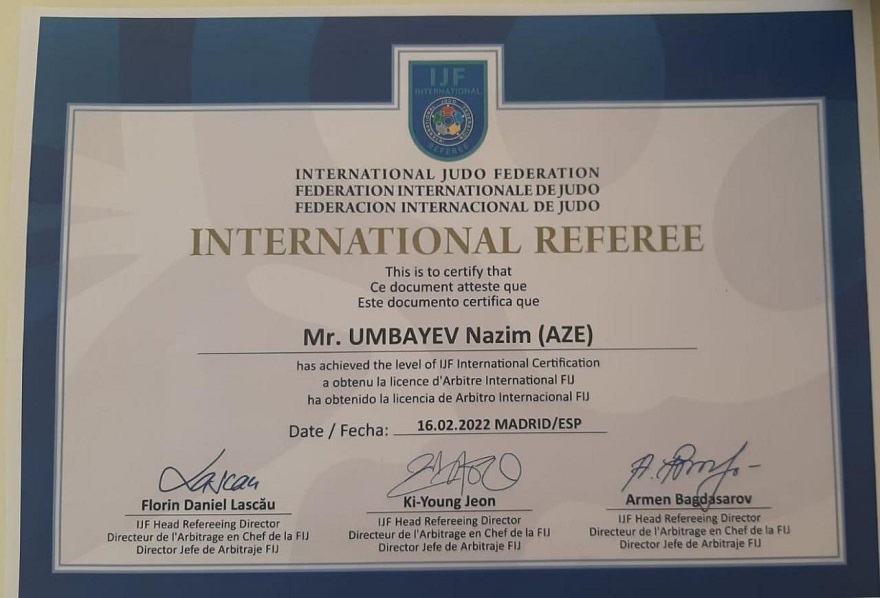 IJF
INTERNATIONAL
REFEREE
INTERNATIONAL JUDO FEDERATION
FEDERATION INTERNATIONALE DE JUDO
FEDERACION INTERNACIONAL DE JUDO
INTERNATIONAL REFEREE
This is to certify that
Ce document atteste que
Este documento certifica que
Mr. UMBAYEV Nazim (AZE)
has achieved the level of IJF International Certification
a obtenu la licence d'Arbitre International FIJ
ha obtenido la licencia de Arbitro Internacional FIJ
Date / Fecha: 16.02.2022 MADRID/ESP
Florin Daniel Lascău
IJF Head Refereeing Director
Directeur de l'Arbitrage en Chef de la FIJ
Director Jefe de Arbitraje FIJ
Ki-Young Jeon
IJF Head Refereeing Director
Directeur de l'Arbitrage en Chef de la FIJ
Director Jefe de Arbitraje FIJ
Armen Bagdasarov
IJF Head Refereeing Director
Directeur de l'Arbitrage en Chef de la FIJ
Director Jefe de Arbitraje FIJ